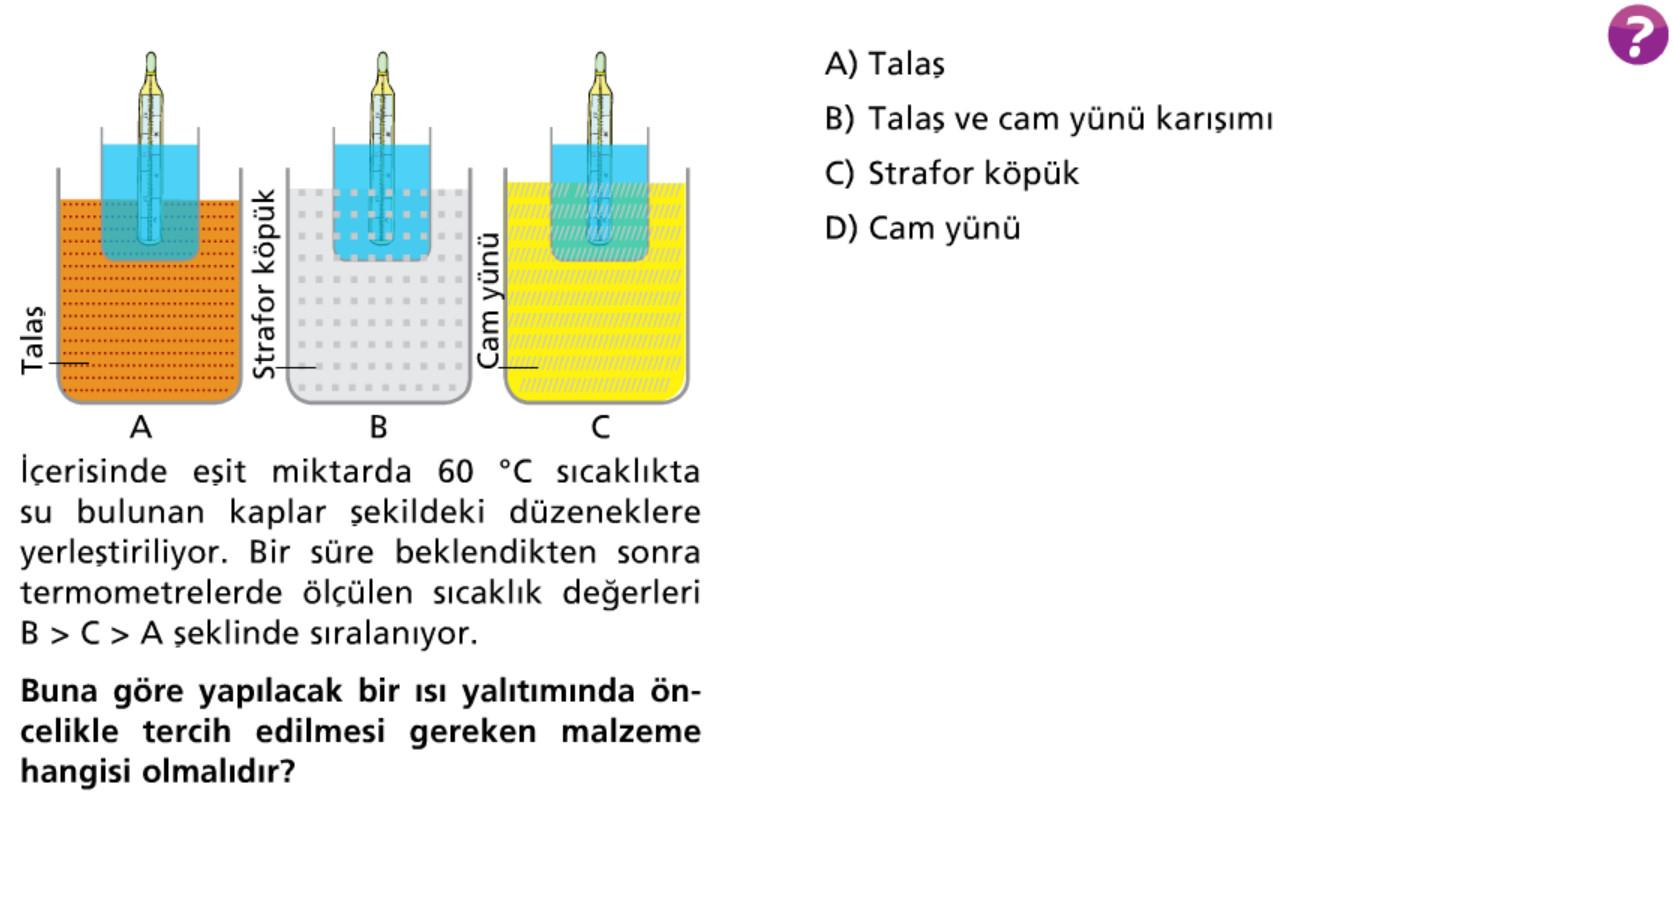 Talaş
Strafor köpük
Cam yünü
A
B
C
İçerisinde eşit miktarda 60 °C sıcaklıkta
su bulunan kaplar şekildeki düzeneklere
yerleştiriliyor. Bir süre beklendikten sonra
termometrelerde ölçülen sıcaklık değerleri
B > C > A şeklinde sıralanıyor.
Buna göre yapılacak bir ısı yalıtımında ön-
celikle tercih edilmesi gereken malzeme
hangisi olmalıdır?
A) Talaş
B) Talaş ve cam yünü karışımı
C) Strafor köpük
D) Cam yünü
?